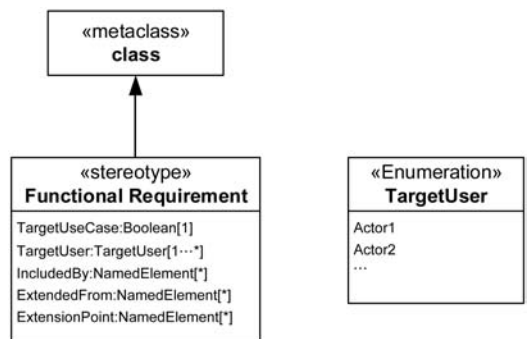 «metaclass»
class
«stereotype»
Functional Requirement
TargetUseCase:Boolean[1]
TargetUser:TargetUser[1⋯*]
IncludedBy:NamedElement[*]
ExtendedFrom:NamedElement[*]
ExtensionPoint:NamedElement[*]
«Enumeration»
TargetUser
Actor1
Actor2
⋯